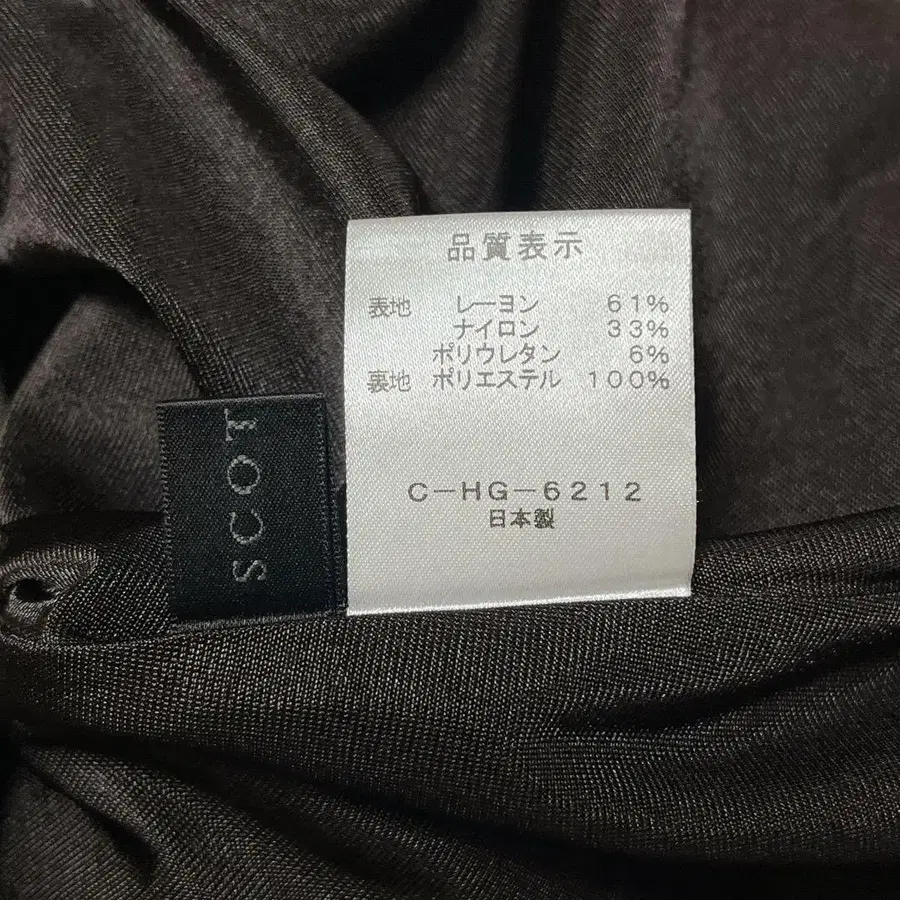 品質表示
表地 レーヨン 61%
ナイロン 33%
ポリウレタン 6%
裏地 ポリエステル 100%
C-HG-6212
日本製
SCOT